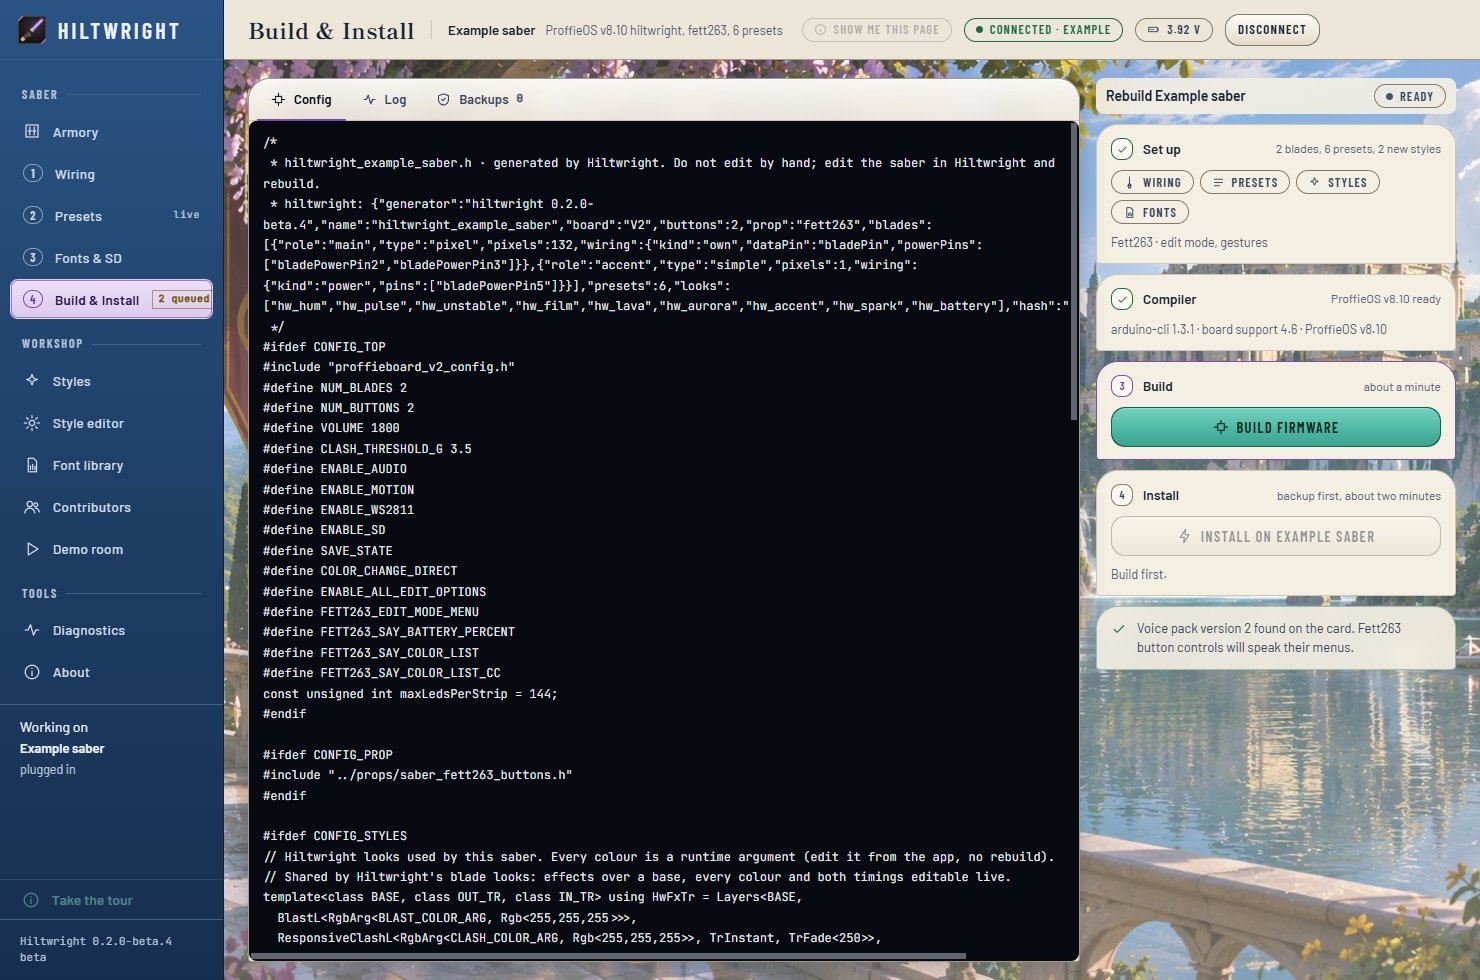 HILTWRIGHT
Build & Install
Example saber
ProffieOS v8.10 hiltwright, fett263, 6 presets
SHOW ME THIS PAGE
CONNECTED · EXAMPLE
3.92 V
DISCONNECT
SABER
Armory
1 Wiring
2 Presets live
3 Fonts & SD
4 Build & Install 2 queued
WORKSHOP
Styles
Style editor
Font library
Contributors
Demo room
TOOLS
Diagnostics
About
Working on
Example saber
plugged in
Take the tour
Hiltwright 0.2.0-beta.4
beta
Config
Log
Backups 0
/*
 * hiltwright_example_saber.h · generated by Hiltwright. Do not edit by hand; edit the saber in Hiltwright and
rebuild.
 * hiltwright: {"generator":"hiltwright 0.2.0-
beta.4","name":"hiltwright_example_saber","board":"V2","buttons":2,"prop":"fett263","blades":
[{"role":"main","type":"pixel","pixels":132,"wiring":{"kind":"own","dataPin":"bladePin","powerPins":
["bladePowerPin2","bladePowerPin3"]}},{"role":"accent","type":"simple","pixels":1,"wiring":
{"kind":"power","pins":["bladePowerPin5"]}}],"presets":6,"looks":
["hw_hum","hw_pulse","hw_unstable","hw_film","hw_lava","hw_aurora","hw_accent","hw_spark","hw_battery"],"hash":"
 */
#ifdef CONFIG_TOP
#include "proffieboard_v2_config.h"
#define NUM_BLADES 2
#define NUM_BUTTONS 2
#define VOLUME 1800
#define CLASH_THRESHOLD_G 3.5
#define ENABLE_AUDIO
#define ENABLE_MOTION
#define ENABLE_WS2811
#define ENABLE_SD
#define SAVE_STATE
#define COLOR_CHANGE_DIRECT
#define ENABLE_ALL_EDIT_OPTIONS
#define FETT263_EDIT_MODE_MENU
#define FETT263_SAY_BATTERY_PERCENT
#define FETT263_SAY_COLOR_LIST
#define FETT263_SAY_COLOR_LIST_CC
const unsigned int maxLedsPerStrip = 144;
#endif
#ifdef CONFIG_PROP
#include "../props/saber_fett263_buttons.h"
#endif
#ifdef CONFIG_STYLES
// Hiltwright looks used by this saber. Every colour is a runtime argument (edit it from the app, no rebuild).
// Shared by Hiltwright's blade looks: effects over a base, every colour and both timings editable live.
template<class BASE, class OUT_TR, class IN_TR> using HwFxTr = Layers<BASE,
  BlastL<RgbArg<BLAST_COLOR_ARG, Rgb<255,255,255>>>,
  ResponsiveClashL<RgbArg<CLASH_COLOR_ARG, Rgb<255,255,255>>, TrInstant, TrFade<250>>,
Rebuild Example saber
READY
Set up
2 blades, 6 presets, 2 new styles
WIRING
PRESETS
STYLES
FONTS
Fett263 · edit mode, gestures
Compiler
ProffieOS v8.10 ready
arduino-cli 1.3.1 · board support 4.6 · ProffieOS v8.10
3 Build
about a minute
BUILD FIRMWARE
4 Install
backup first, about two minutes
INSTALL ON EXAMPLE SABER
Build first.
Voice pack version 2 found on the card. Fett263
button controls will speak their menus.